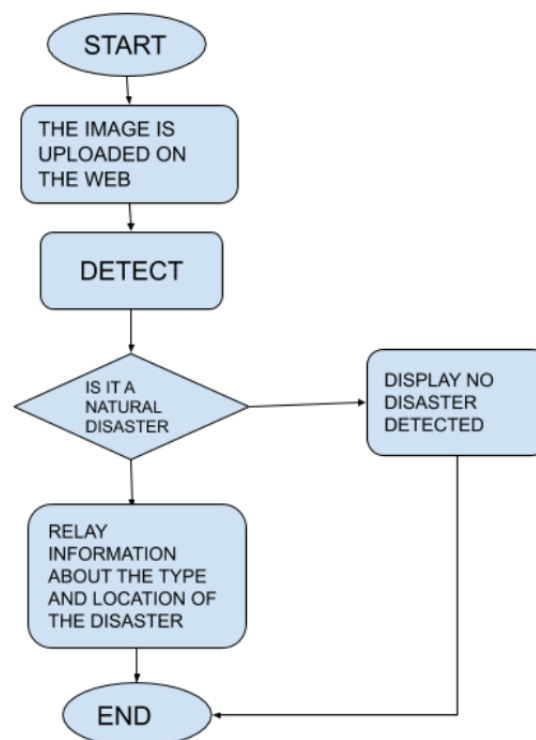 START
THE IMAGE IS
UPLOADED ON
THE WEB
DETECT
IS IT A
NATURAL
DISASTER
DISPLAY NO
DISASTER
DETECTED
RELAY
INFORMATION
ABOUT THE TYPE
AND LOCATION OF
THE DISASTER
END